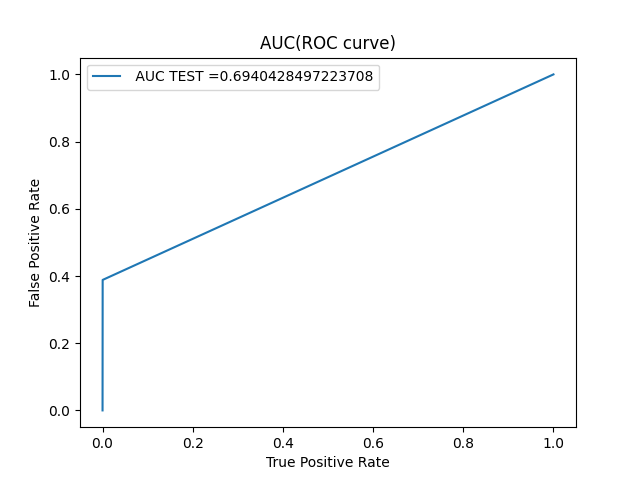 AUC(ROC curve)
AUC TEST =0.6940428497223708
1.0
0.8
0.6
0.4
0.2
0.0
False Positive Rate
0.0 0.2 0.4 0.6 0.8 1.0
True Positive Rate